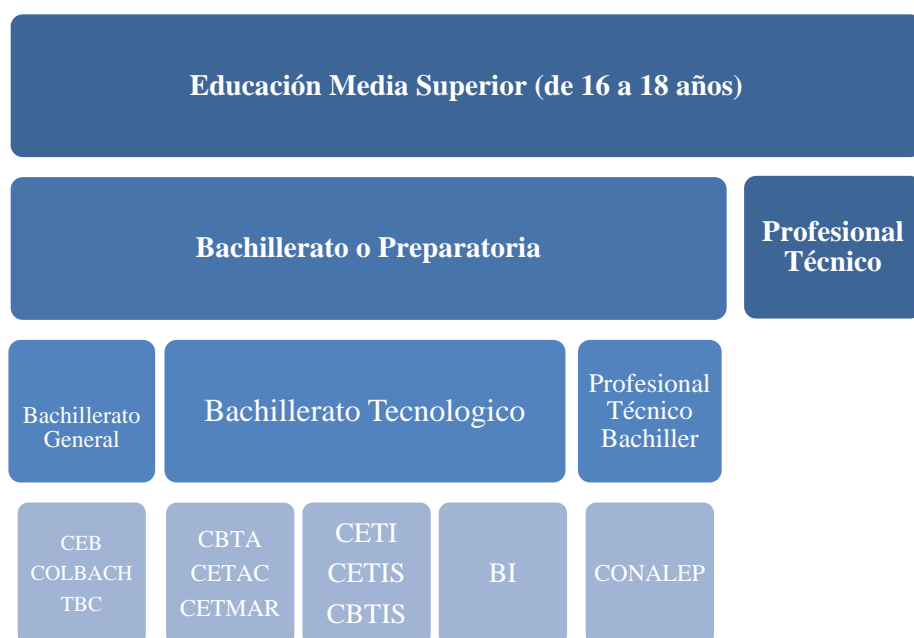 Educación Media Superior (de 16 a 18 años)
Bachillerato o Preparatoria
Profesional
Técnico
Bachillerato
General
Bachillerato Tecnologico
Profesional
Técnico
Bachiller
CEB
COLBACH
TBC
CBTA
CETAC
CETMAR
CETI
CETIS
CBTIS
BI
CONALEP